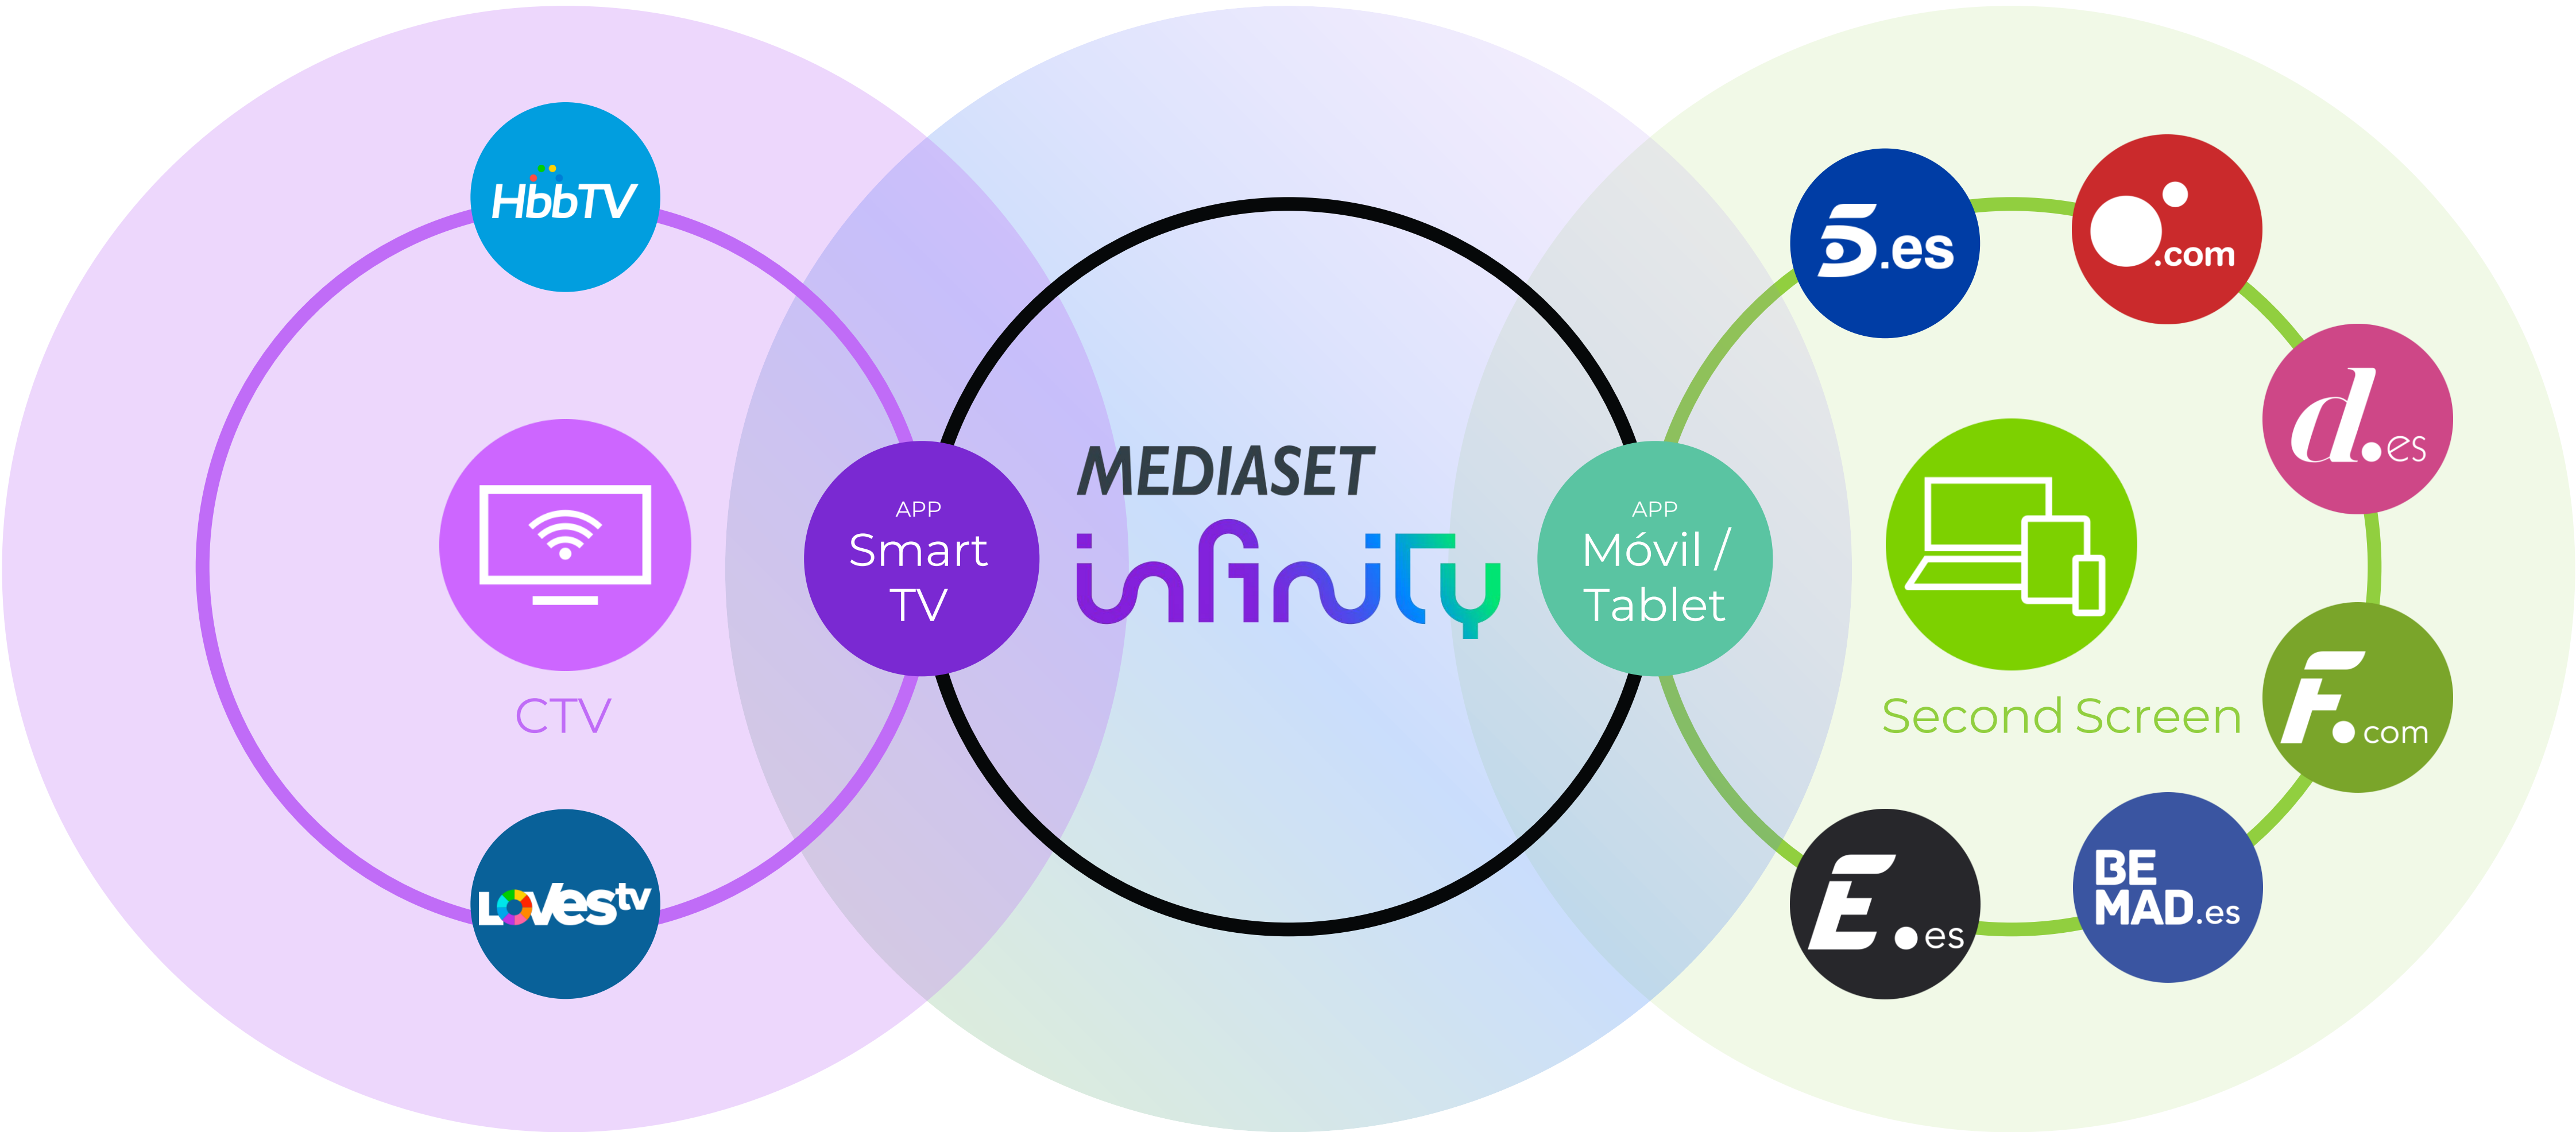 HbbTV
CTV
LOVEStv
APP
Smart
TV
MEDIASET
infinity
APP
Móvil /
Tablet
5.es
.com
d.es
Second Screen
F.com
E.es
BE
MAD.es